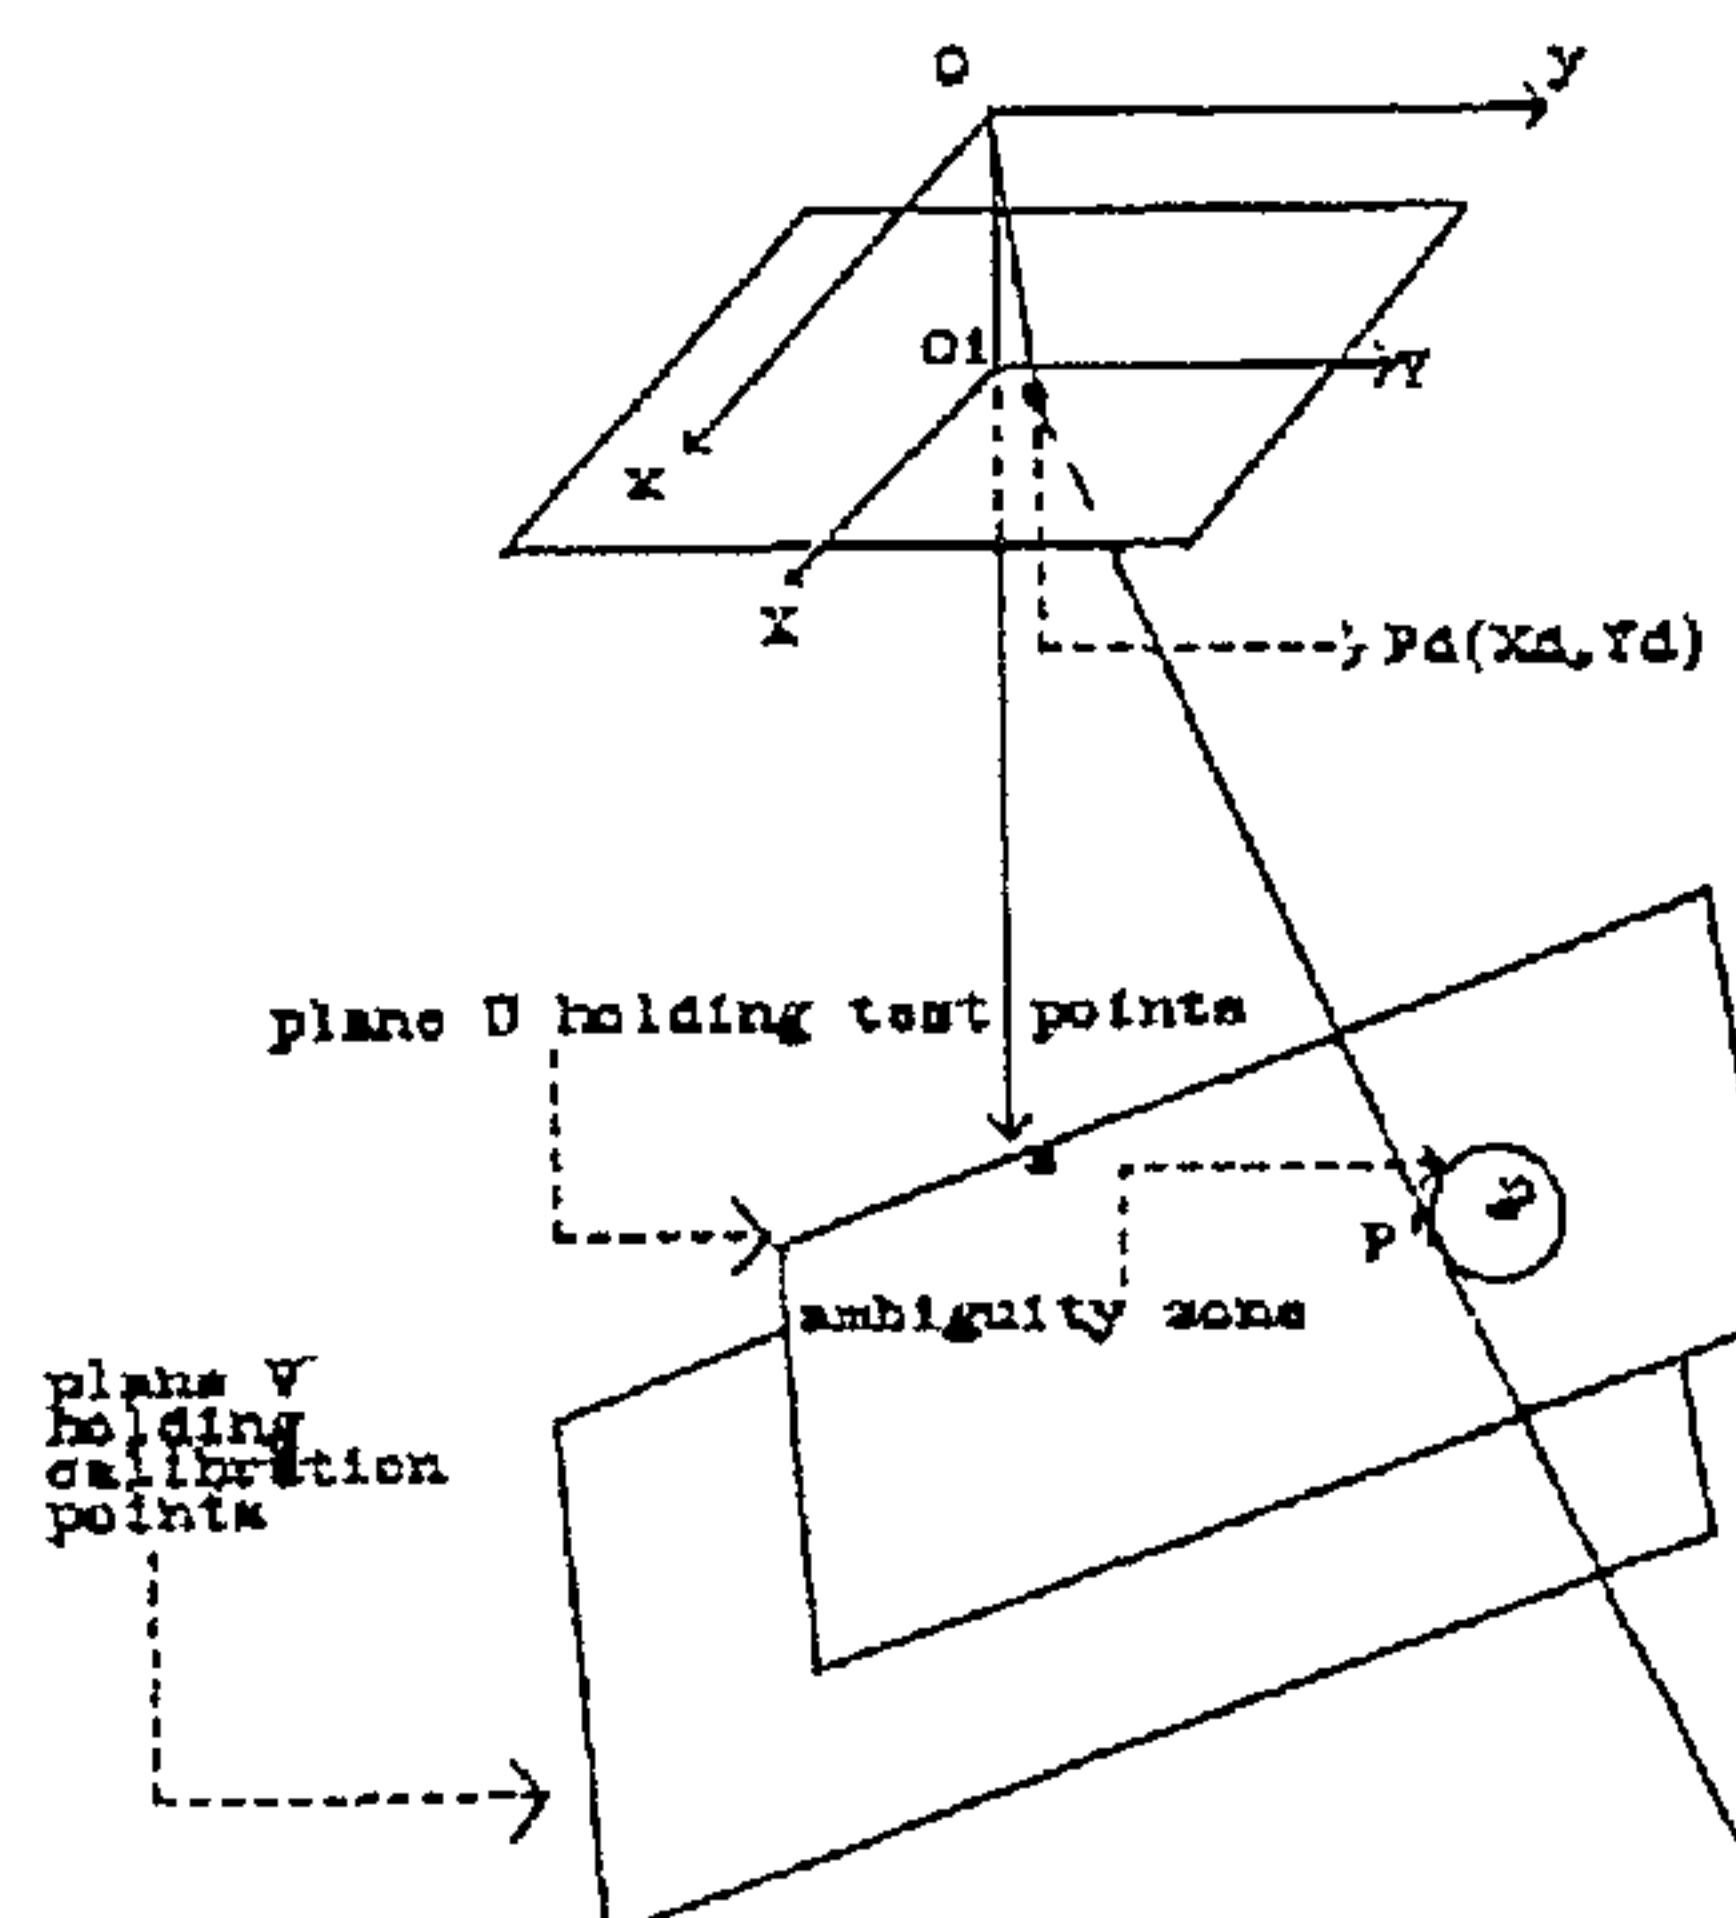 O
y
O1
Y
x
X
Pd(Xd,Yd)
plane U holding test points
z
S
P
ambiguity zone
plane V
holding
calibration
points